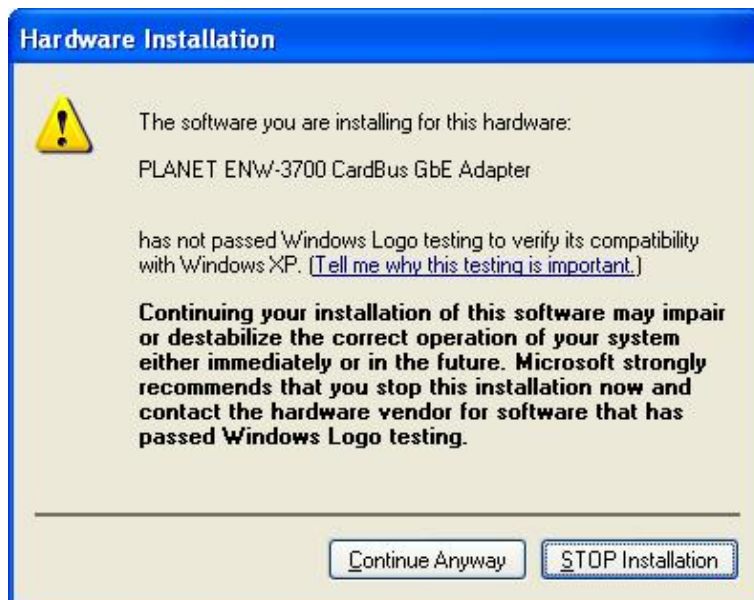 Hardware Installation
The software you are installing for this hardware:
PLANET ENW-3700 CardBus GbE Adapter
has not passed Windows Logo testing to verify its compatibility
with Windows XP. (Tell me why this testing is important.)
Continuing your installation of this software may impair
or destabilize the correct operation of your system
either immediately or in the future. Microsoft strongly
recommends that you stop this installation now and
contact the hardware vendor for software that has
passed Windows Logo testing.
Continue Anyway
STOP Installation